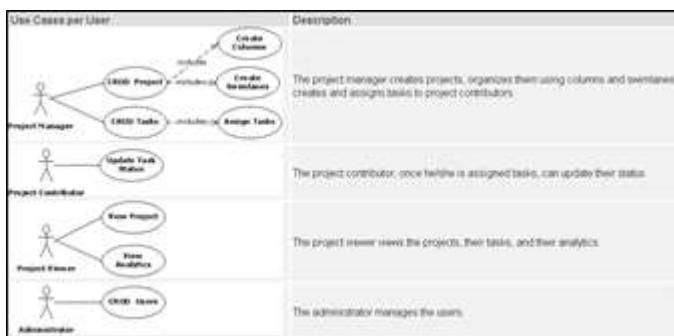 Use Cases per User
Description
Create
Columns
includes
CRUD Project
includes
Create
Swimlanes
The project manager creates projects, organizes them using columns and swimlanes
creates and assigns tasks to project contributors.
CRUD Tasks
includes
Assign Tasks
Project Manager
Update Task
Status
The project contributor, once he/she is assigned tasks, can update their status.
Project Contributor
View Project
The project viewer views the projects, their tasks, and their analytics.
View
Analytics
Project Viewer
CRUD Users
The administrator manages the users.
Administrator